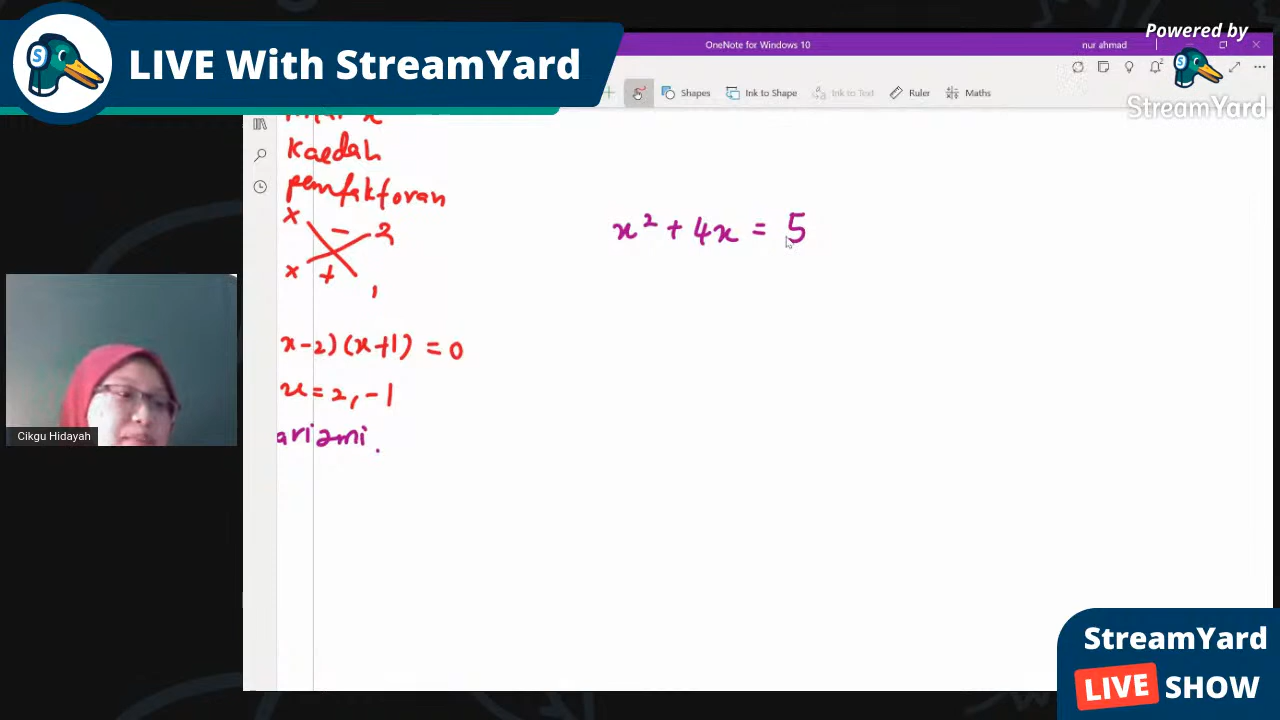 LIVE With StreamYard
Powered by
StreamYard
OneNote for Windows 10
nur ahmad
Shapes
Ink to Shape
Ink to Text
Ruler
Maths
x
kaedah
pemfaktoran
x - 2
x + 1
x-2)(x+1) = 0
x = 2, -1
arizmi.
x² + 4x = 5
Cikgu Hidayah
StreamYard
LIVE SHOW